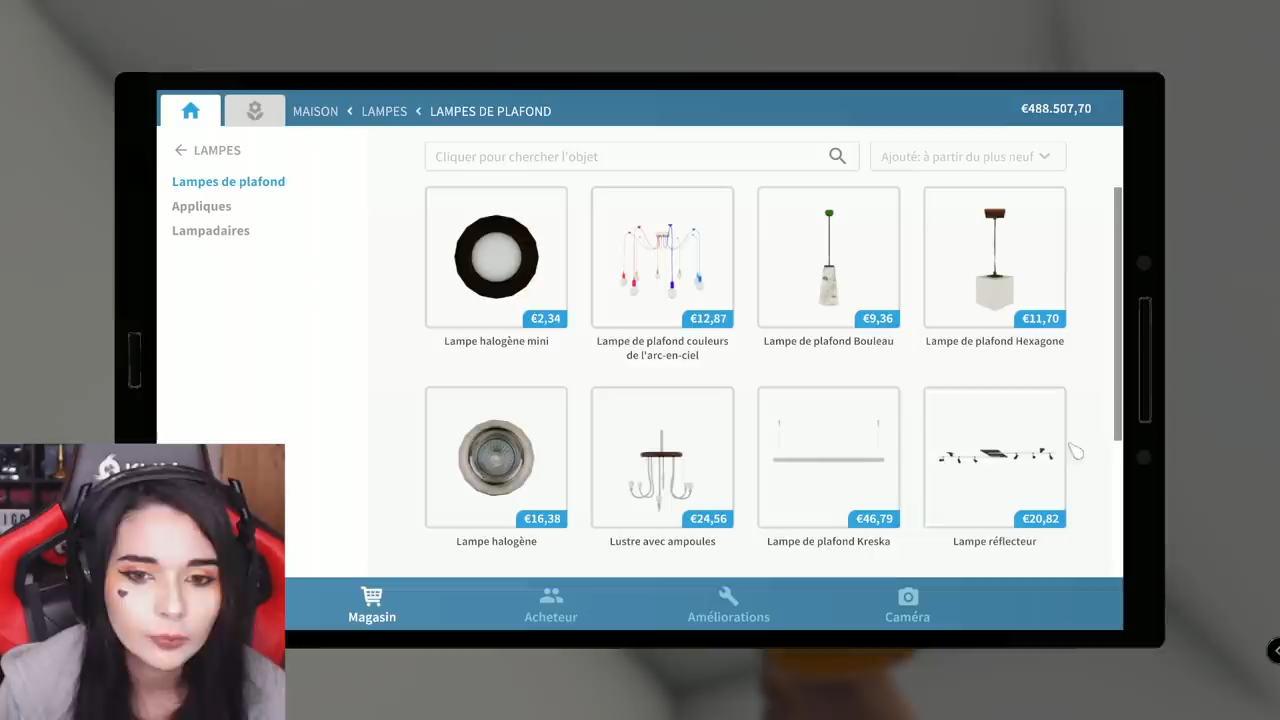 MAISON < LAMPES < LAMPES DE PLAFOND
€488.507,70
LAMPES
Lampes de plafond
Appliques
Lampadaires
Cliquer pour chercher l'objet
Ajouté: à partir du plus neuf
€2,34
€12,87
€9,36
€11,70
Lampe halogène mini
Lampe de plafond couleurs
de l'arc-en-ciel
Lampe de plafond Bouleau
Lampe de plafond Hexagone
€16,38
€24,56
€46,79
€20,82
Lampe halogène
Lustre avec ampoules
Lampe de plafond Kreska
Lampe réflecteur
Magasin
Acheteur
Améliorations
Caméra